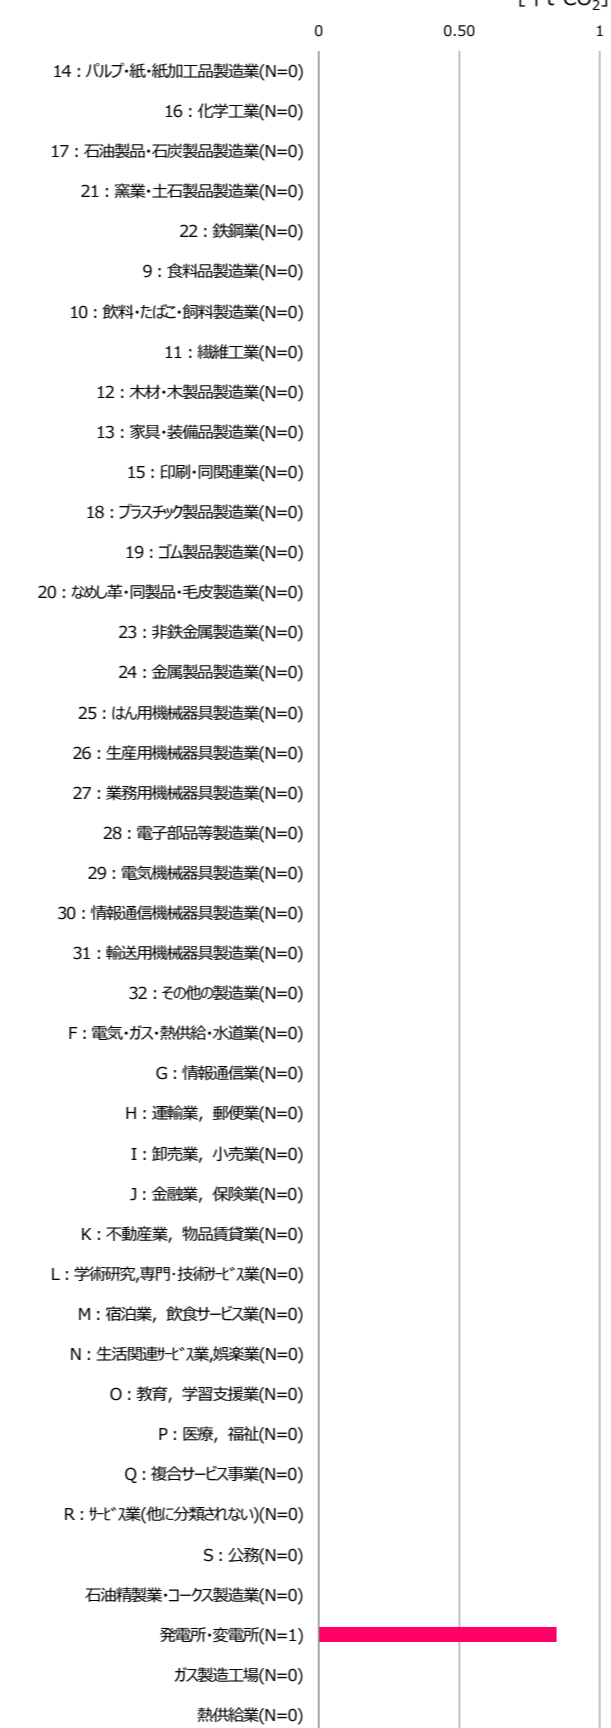 [千t-CO2]
0 0.50 1
14：パルプ・紙・紙加工品製造業(N=0)
16：化学工業(N=0)
17：石油製品・石炭製品製造業(N=0)
21：窯業・土石製品製造業(N=0)
22：鉄鋼業(N=0)
9：食料品製造業(N=0)
10：飲料・たばこ・飼料製造業(N=0)
11：繊維工業(N=0)
12：木材・木製品製造業(N=0)
13：家具・装備品製造業(N=0)
15：印刷・同関連業(N=0)
18：プラスチック製品製造業(N=0)
19：ゴム製品製造業(N=0)
20：なめし革・同製品・毛皮製造業(N=0)
23：非鉄金属製造業(N=0)
24：金属製品製造業(N=0)
25：はん用機械器具製造業(N=0)
26：生産用機械器具製造業(N=0)
27：業務用機械器具製造業(N=0)
28：電子部品等製造業(N=0)
29：電気機械器具製造業(N=0)
30：情報通信機械器具製造業(N=0)
31：輸送用機械器具製造業(N=0)
32：その他の製造業(N=0)
F：電気・ガス・熱供給・水道業(N=0)
G：情報通信業(N=0)
H：運輸業，郵便業(N=0)
I：卸売業，小売業(N=0)
J：金融業，保険業(N=0)
K：不動産業，物品賃貸業(N=0)
L：学術研究,専門・技術ｻｰﾋﾞｽ業(N=0)
M：宿泊業，飲食サービス業(N=0)
N：生活関連ｻｰﾋﾞｽ業,娯楽業(N=0)
O：教育，学習支援業(N=0)
P：医療，福祉(N=0)
Q：複合サービス事業(N=0)
R：ｻｰﾋﾞｽ業(他に分類されない)(N=0)
S：公務(N=0)
石油精製業・コークス製造業(N=0)
発電所・変電所(N=1)
ガス製造工場(N=0)
熱供給業(N=0)